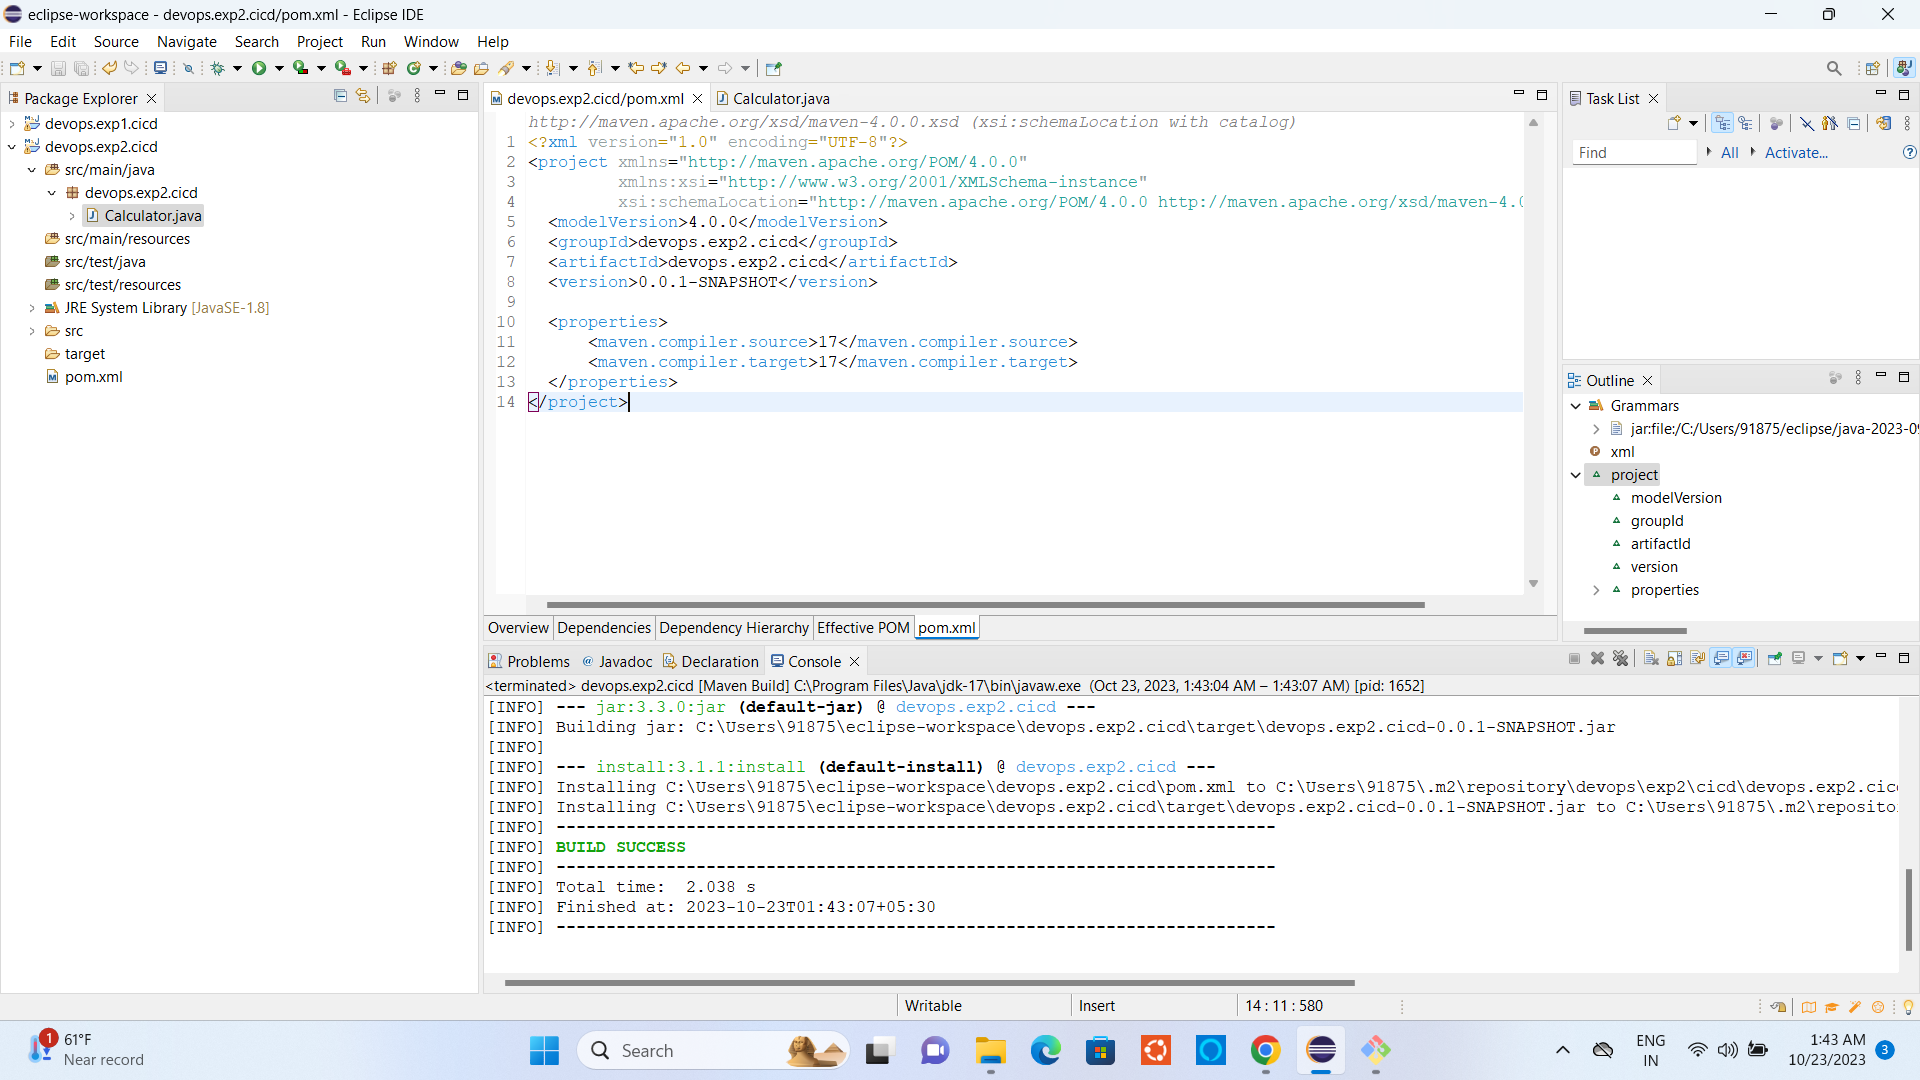 eclipse-workspace - devops.exp2.cicd/pom.xml - Eclipse IDE
File Edit Source Navigate Search Project Run Window Help
Package Explorer
devops.exp1.cicd
devops.exp2.cicd
src/main/java
devops.exp2.cicd
Calculator.java
src/main/resources
src/test/java
src/test/resources
JRE System Library [JavaSE-1.8]
src
target
pom.xml
devops.exp2.cicd/pom.xml
Calculator.java
http://maven.apache.org/xsd/maven-4.0.0.xsd (xsi:schemaLocation with catalog)
1 <?xml version="1.0" encoding="UTF-8"?>
2 <project xmlns="http://maven.apache.org/POM/4.0.0"
3 xmlns:xsi="http://www.w3.org/2001/XMLSchema-instance"
4 xsi:schemaLocation="http://maven.apache.org/POM/4.0.0 http://maven.apache.org/xsd/maven-4.0
5 <modelVersion>4.0.0</modelVersion>
6 <groupId>devops.exp2.cicd</groupId>
7 <artifactId>devops.exp2.cicd</artifactId>
8 <version>0.0.1-SNAPSHOT</version>
9
10 <properties>
11 <maven.compiler.source>17</maven.compiler.source>
12 <maven.compiler.target>17</maven.compiler.target>
13 </properties>
14 </project>
Overview Dependencies Dependency Hierarchy Effective POM pom.xml
Task List
Find All Activate...
Outline
Grammars
jar:file:/C:/Users/91875/eclipse/java-2023-09
xml
project
modelVersion
groupId
artifactId
version
properties
Problems @ Javadoc Declaration Console
<terminated> devops.exp2.cicd [Maven Build] C:\Program Files\Java\jdk-17\bin\javaw.exe (Oct 23, 2023, 1:43:04 AM – 1:43:07 AM) [pid: 1652]
[INFO] --- jar:3.3.0:jar (default-jar) @ devops.exp2.cicd ---
[INFO] Building jar: C:\Users\91875\eclipse-workspace\devops.exp2.cicd\target\devops.exp2.cicd-0.0.1-SNAPSHOT.jar
[INFO]
[INFO] --- install:3.1.1:install (default-install) @ devops.exp2.cicd ---
[INFO] Installing C:\Users\91875\eclipse-workspace\devops.exp2.cicd\pom.xml to C:\Users\91875\.m2\repository\devops\exp2\cicd\devops.exp2.cic
[INFO] Installing C:\Users\91875\eclipse-workspace\devops.exp2.cicd\target\devops.exp2.cicd-0.0.1-SNAPSHOT.jar to C:\Users\91875\.m2\reposito
[INFO] ------------------------------------------------------------------------
[INFO] BUILD SUCCESS
[INFO] ------------------------------------------------------------------------
[INFO] Total time:  2.038 s
[INFO] Finished at: 2023-10-23T01:43:07+05:30
[INFO] ------------------------------------------------------------------------
Writable Insert 14 : 11 : 580
1 61°F
Near record
Search
ENG
IN
1:43 AM
10/23/2023
3